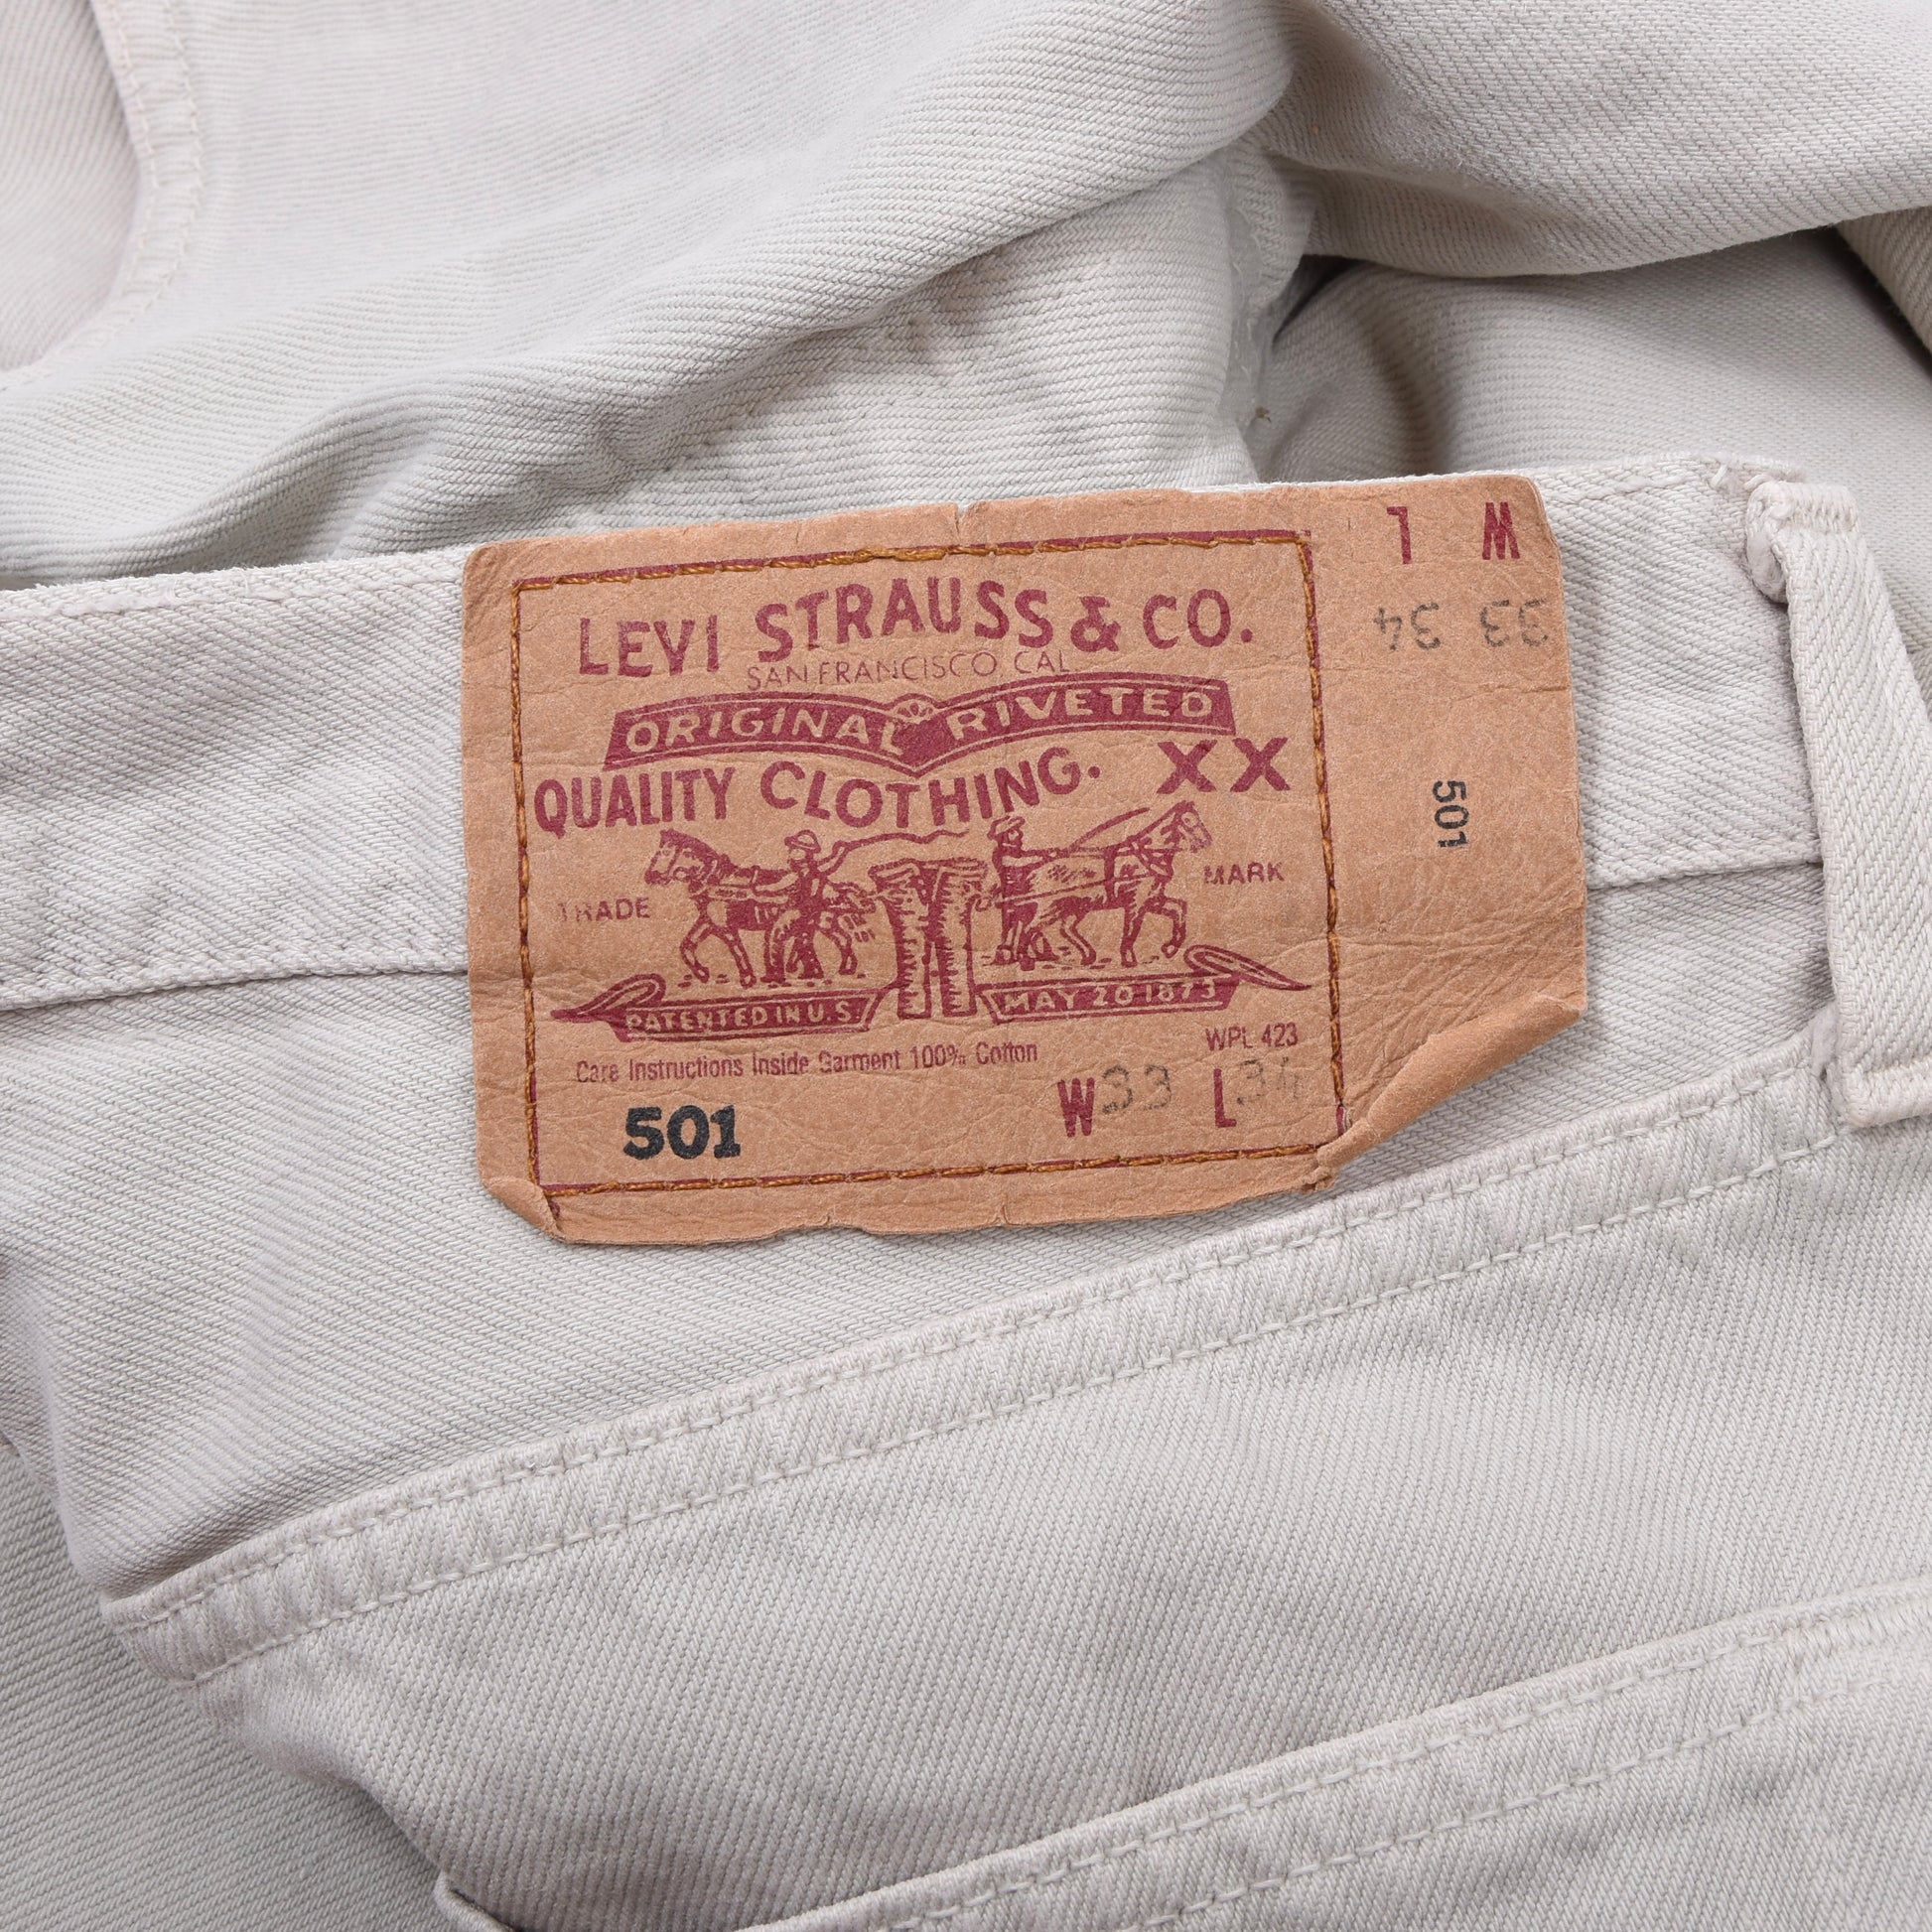 LEVI STRAUSS & CO.
SAN FRANCISCO CAL
ORIGINAL RIVETED
QUALITY CLOTHING. XX
TRADE MARK
PATENTED IN U.S MAY 20 1873
WPL 423
Care Instructions Inside Garment 100% Cotton
W33 L34
501
W L
33 34
501